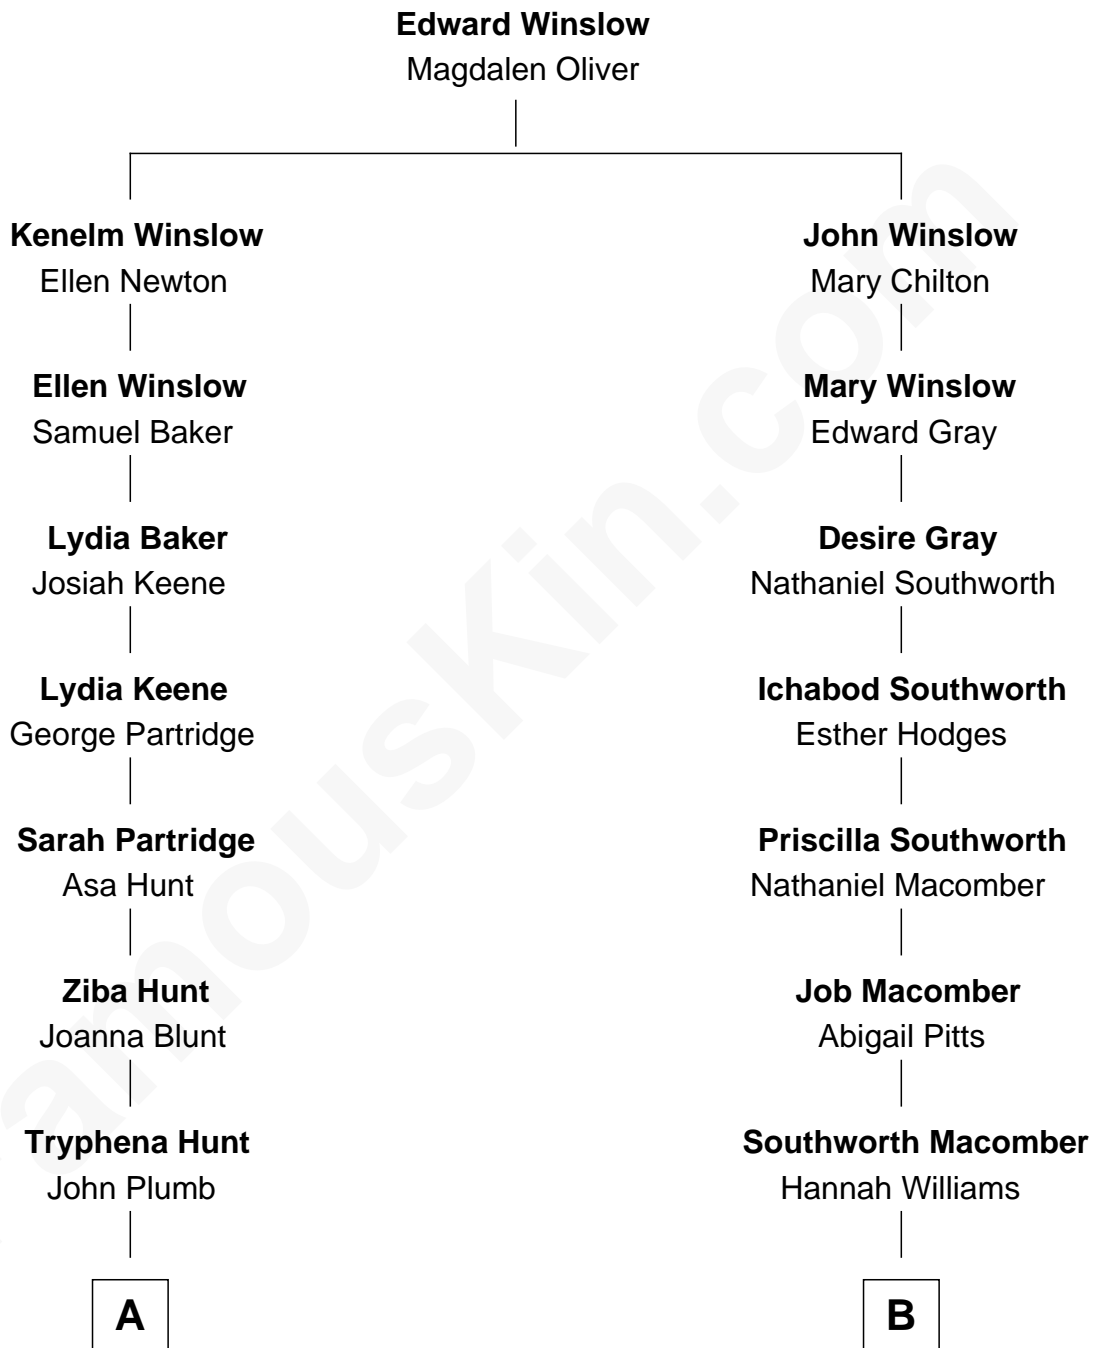 Edward Winslow
Magdalen Oliver
Kenelm Winslow
Ellen Newton
John Winslow
Mary Chilton
Ellen Winslow
Samuel Baker
Mary Winslow
Edward Gray
Lydia Baker
Josiah Keene
Desire Gray
Nathaniel Southworth
Lydia Keene
George Partridge
Ichabod Southworth
Esther Hodges
Sarah Partridge
Asa Hunt
Priscilla Southworth
Nathaniel Macomber
Ziba Hunt
Joanna Blunt
Job Macomber
Abigail Pitts
Tryphena Hunt
John Plumb
Southworth Macomber
Hannah Williams
A
B
amousKin.com